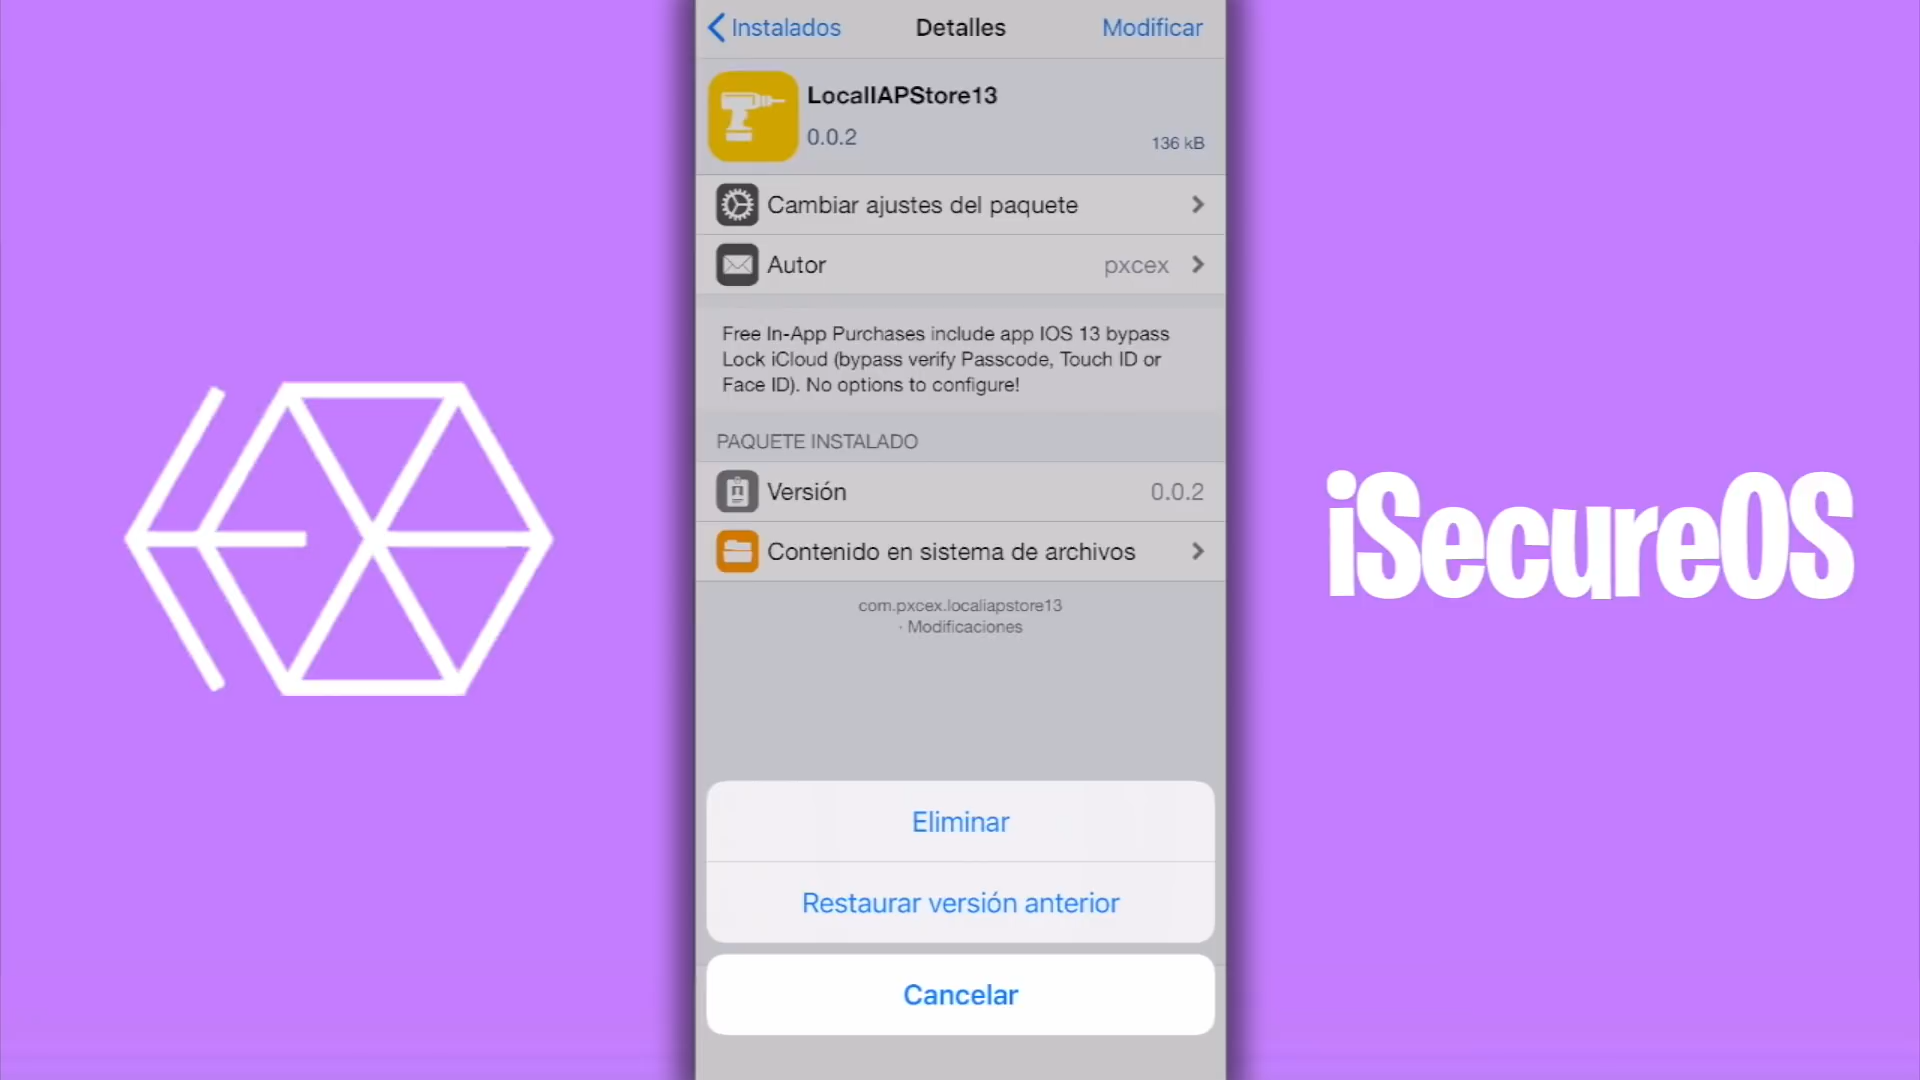 Instalados
Detalles
Modificar
LocalIAPStore13
0.0.2
136 kB
Cambiar ajustes del paquete
Autor
pxcex
Free In-App Purchases include app IOS 13 bypass
Lock iCloud (bypass verify Passcode, Touch ID or
Face ID). No options to configure!
PAQUETE INSTALADO
Versión
0.0.2
Contenido en sistema de archivos
com.pxcex.localiapstore13
· Modificaciones
Eliminar
Restaurar versión anterior
Cancelar
iSecureOS